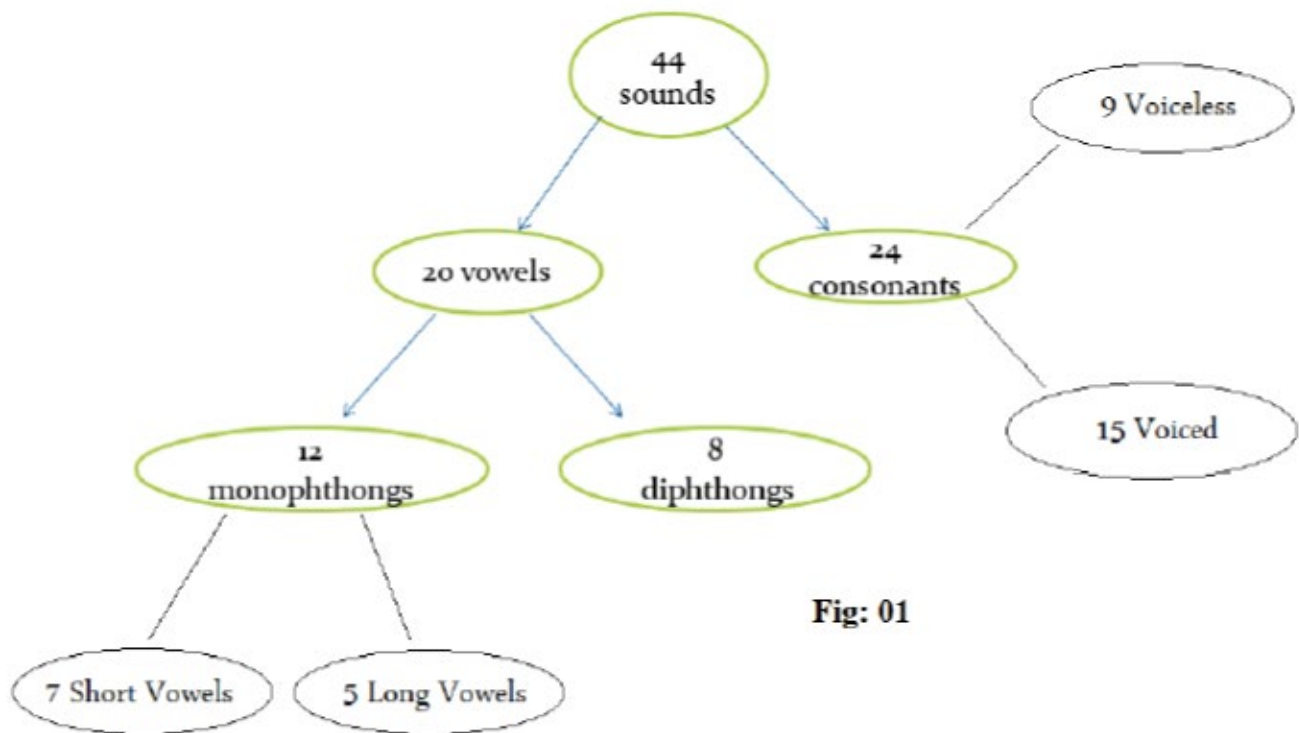 44
sounds
9 Voiceless
20 vowels
24
consonants
15 Voiced
12
monophthongs
8
diphthongs
Fig: 01
7 Short Vowels
5 Long Vowels